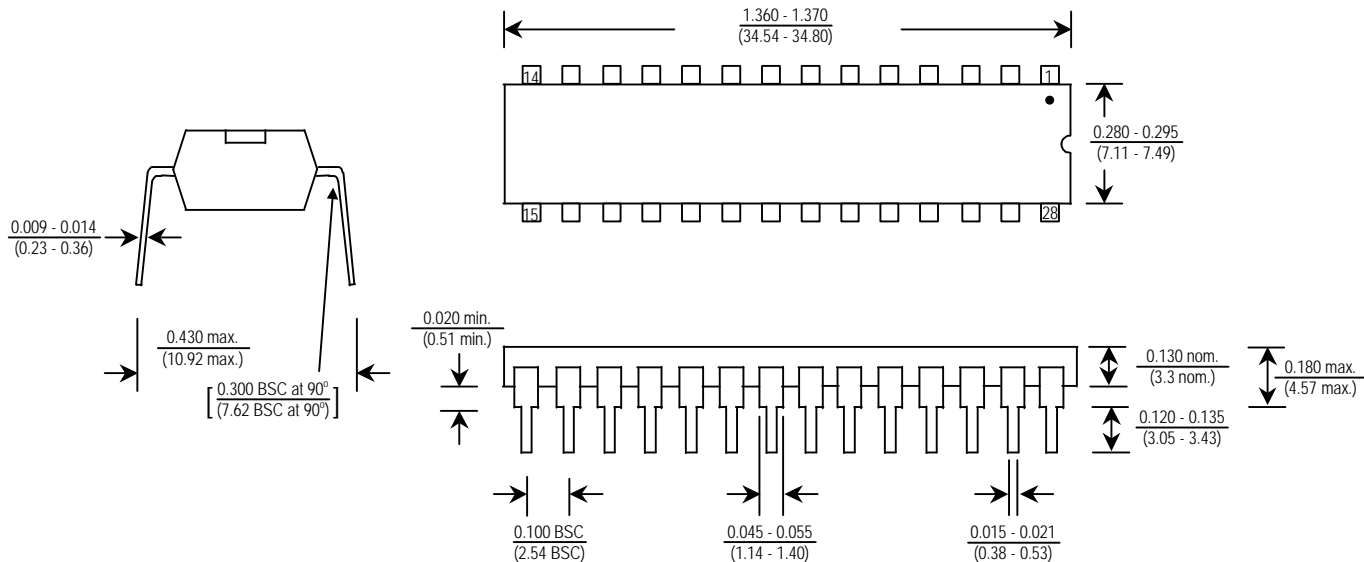 1.360 - 1.370
(34.54 - 34.80)
14
1
0.280 - 0.295
(7.11 - 7.49)
15
28
0.009 - 0.014
(0.23 - 0.36)
0.430 max.
(10.92 max.)
[ 0.300 BSC at 90º
(7.62 BSC at 90º) ]
0.020 min.
(0.51 min.)
0.130 nom.
(3.3 nom.)
0.180 max.
(4.57 max.)
0.120 - 0.135
(3.05 - 3.43)
0.100 BSC
(2.54 BSC)
0.045 - 0.055
(1.14 - 1.40)
0.015 - 0.021
(0.38 - 0.53)